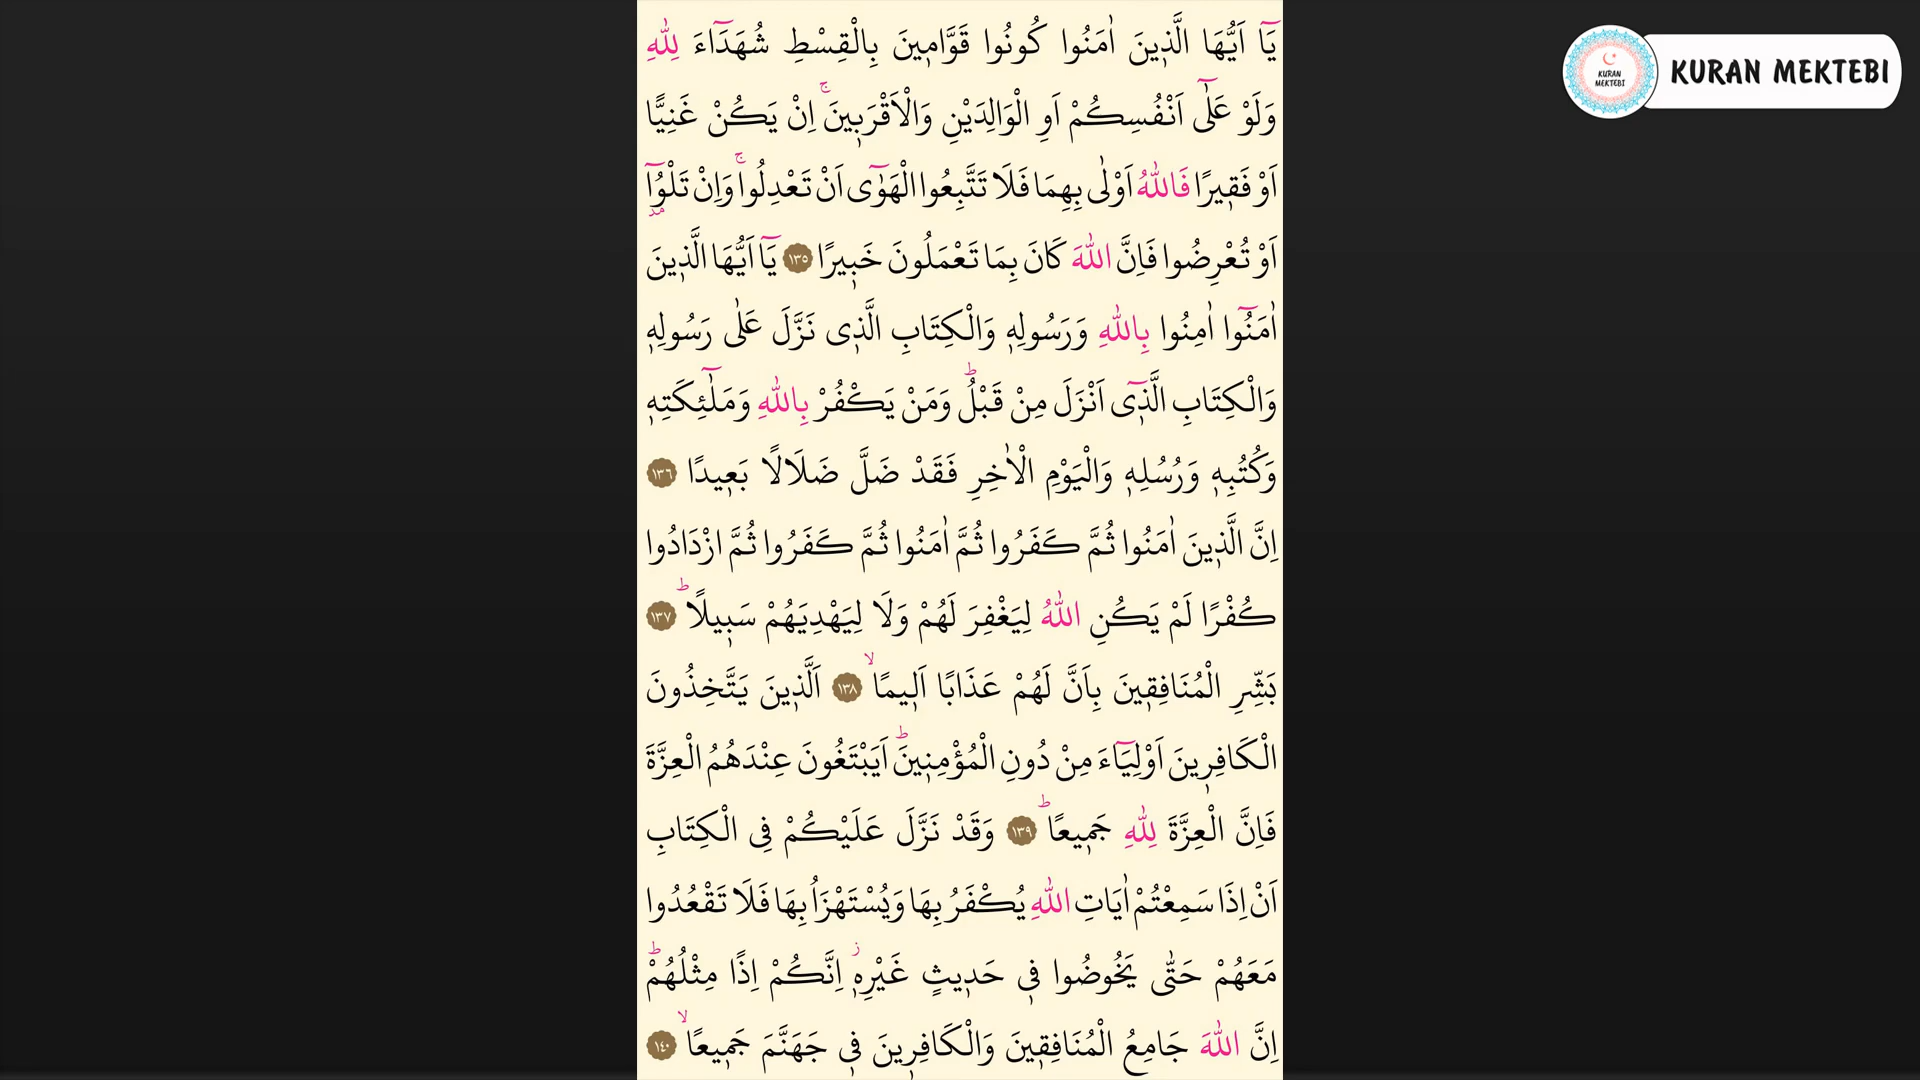 يَٓا اَيُّهَا الَّذ۪ينَ اٰمَنُوا كُونُوا قَوَّام۪ينَ بِالْقِسْطِ شُهَدَٓاءَ لِلّٰهِ
وَلَوْ عَلٰٓى اَنْفُسِكُمْ اَوِ الْوَالِدَيْنِ وَالْاَقْرَب۪ينَۚ اِنْ يَكُنْ غَنِيًّا
اَوْ فَق۪يرًا فَاللّٰهُ اَوْلٰى بِهِمَا فَلَا تَتَّبِعُوا الْهَوٰٓى اَنْ تَعْدِلُواۚ وَاِنْ تَلْوُٓ۫ا
اَوْ تُعْرِضُوا فَاِنَّ اللّٰهَ كَانَ بِمَا تَعْمَلُونَ خَب۪يرًا ﴿١٣٥﴾ يَٓا اَيُّهَا الَّذ۪ينَ
اٰمَنُٓوا اٰمِنُوا بِاللّٰهِ وَرَسُولِه۪ وَالْكِتَابِ الَّذ۪ى نَزَّلَ عَلٰى رَسُولِه۪
وَالْكِتَابِ الَّذ۪ٓى اَنْزَلَ مِنْ قَبْلُۜ وَمَنْ يَكْفُرْ بِاللّٰهِ وَمَلٰٓئِكَتِه۪
وَكُتُبِه۪ وَرُسُلِه۪ وَالْيَوْمِ الْاٰخِرِ فَقَدْ ضَلَّ ضَلَالًا بَع۪يدًا ﴿١٣٦﴾
اِنَّ الَّذ۪ينَ اٰمَنُوا ثُمَّ كَفَرُوا ثُمَّ اٰمَنُوا ثُمَّ كَفَرُوا ثُمَّ ازْدَادُوا
كُفْرًا لَمْ يَكُنِ اللّٰهُ لِيَغْفِرَ لَهُمْ وَلَا لِيَهْدِيَهُمْ سَب۪يلًاۜ ﴿١٣٧﴾
بَشِّرِ الْمُنَافِق۪ينَ بِاَنَّ لَهُمْ عَذَابًا اَل۪يمًاۙ ﴿١٣٨﴾ اَلَّذ۪ينَ يَتَّخِذُونَ
الْكَافِر۪ينَ اَوْلِيَٓاءَ مِنْ دُونِ الْمُؤْمِن۪ينَۜ اَيَبْتَغُونَ عِنْدَهُمُ الْعِزَّةَ
فَاِنَّ الْعِزَّةَ لِلّٰهِ جَم۪يعًاۜ ﴿١٣٩﴾ وَقَدْ نَزَّلَ عَلَيْكُمْ فِى الْكِتَابِ
اَنْ اِذَا سَمِعْتُمْ اٰيَاتِ اللّٰهِ يُكْفَرُ بِهَا وَيُسْتَهْزَاُ بِهَا فَلَا تَقْعُدُوا
مَعَهُمْ حَتّٰى يَخُوضُوا ف۪ى حَد۪يثٍ غَيْرِه۪ۘ اِنَّكُمْ اِذًا مِثْلُهُمْۜ
اِنَّ اللّٰهَ جَامِعُ الْمُنَافِق۪ينَ وَالْكَافِر۪ينَ ف۪ى جَهَنَّمَ جَم۪يعًاۙ ﴿١٤٠﴾
KURAN
MEKTEBİ
KURAN MEKTEBI